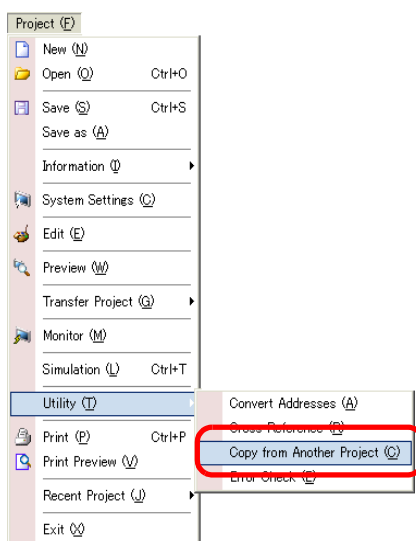 Project (F)
New (N)
Open (O) Ctrl+O
Save (S) Ctrl+S
Save as (A)
Information (I)
System Settings (C)
Edit (E)
Preview (W)
Transfer Project (G)
Monitor (M)
Simulation (L) Ctrl+T
Utility (T)
Convert Addresses (A)
Cross Reference (R)
Copy from Another Project (C)
Error Check (E)
Print (P) Ctrl+P
Print Preview (V)
Recent Project (J)
Exit (X)